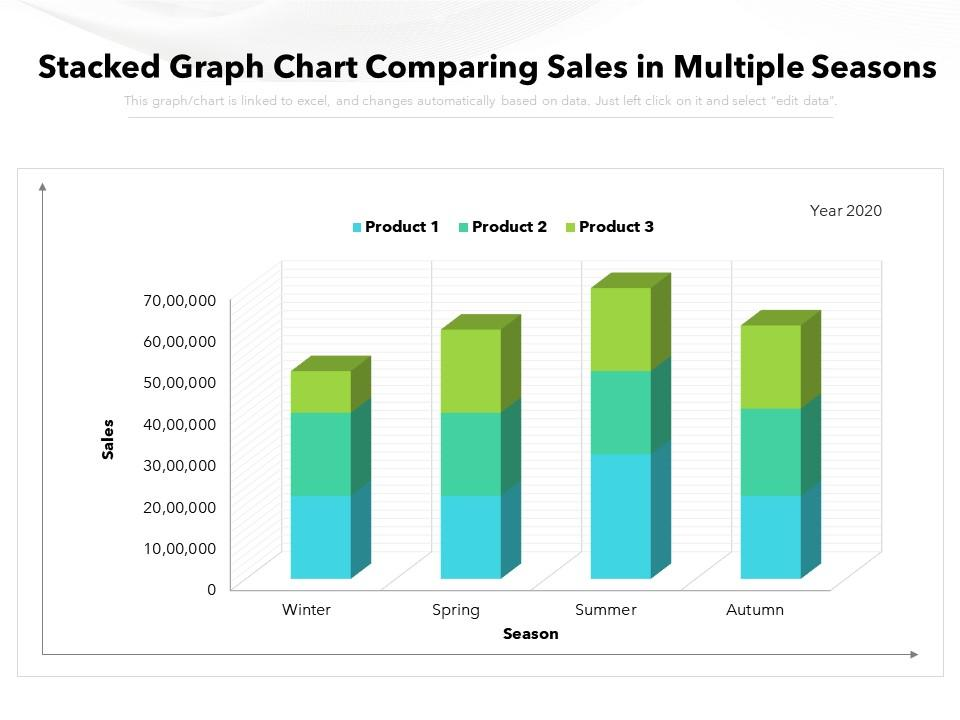 Stacked Graph Chart Comparing Sales in Multiple Seasons
This graph/chart is linked to excel, and changes automatically based on data. Just left click on it and select “edit data”.
Year 2020
Product 1 Product 2 Product 3
70,00,000
60,00,000
50,00,000
40,00,000
30,00,000
20,00,000
10,00,000
0
Sales
Winter Spring Summer Autumn
Season